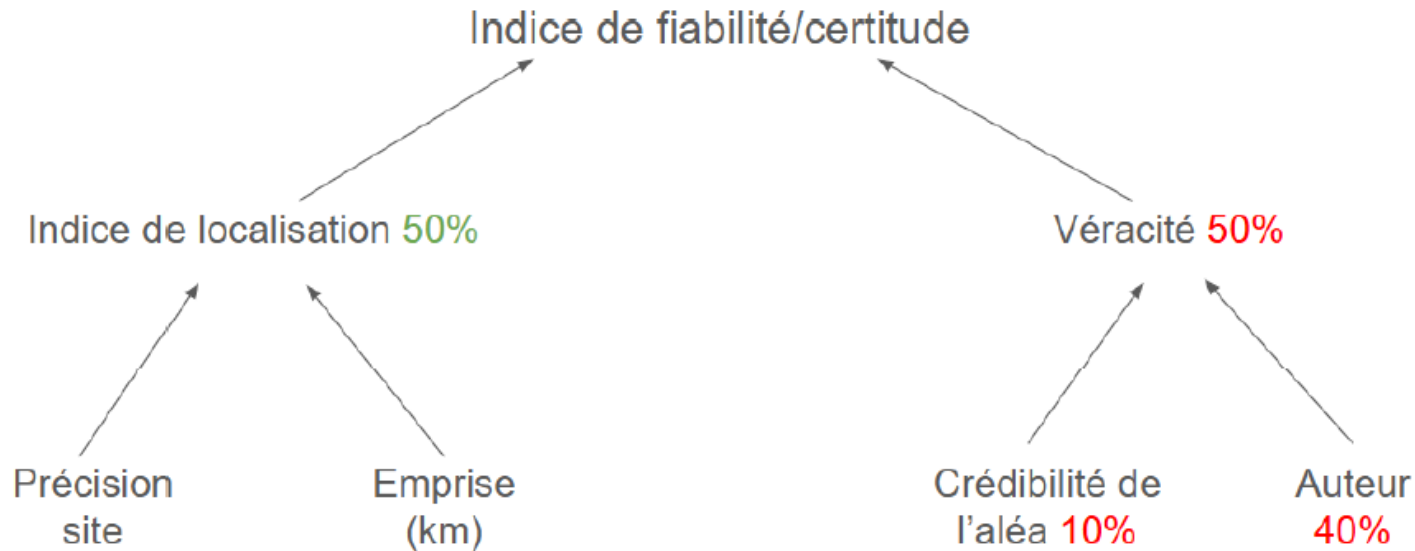 Indice de fiabilité/certitude
Indice de localisation 50%
Véracité 50%
Précision
site
Emprise
(km)
Crédibilité de
l'aléa 10%
Auteur
40%